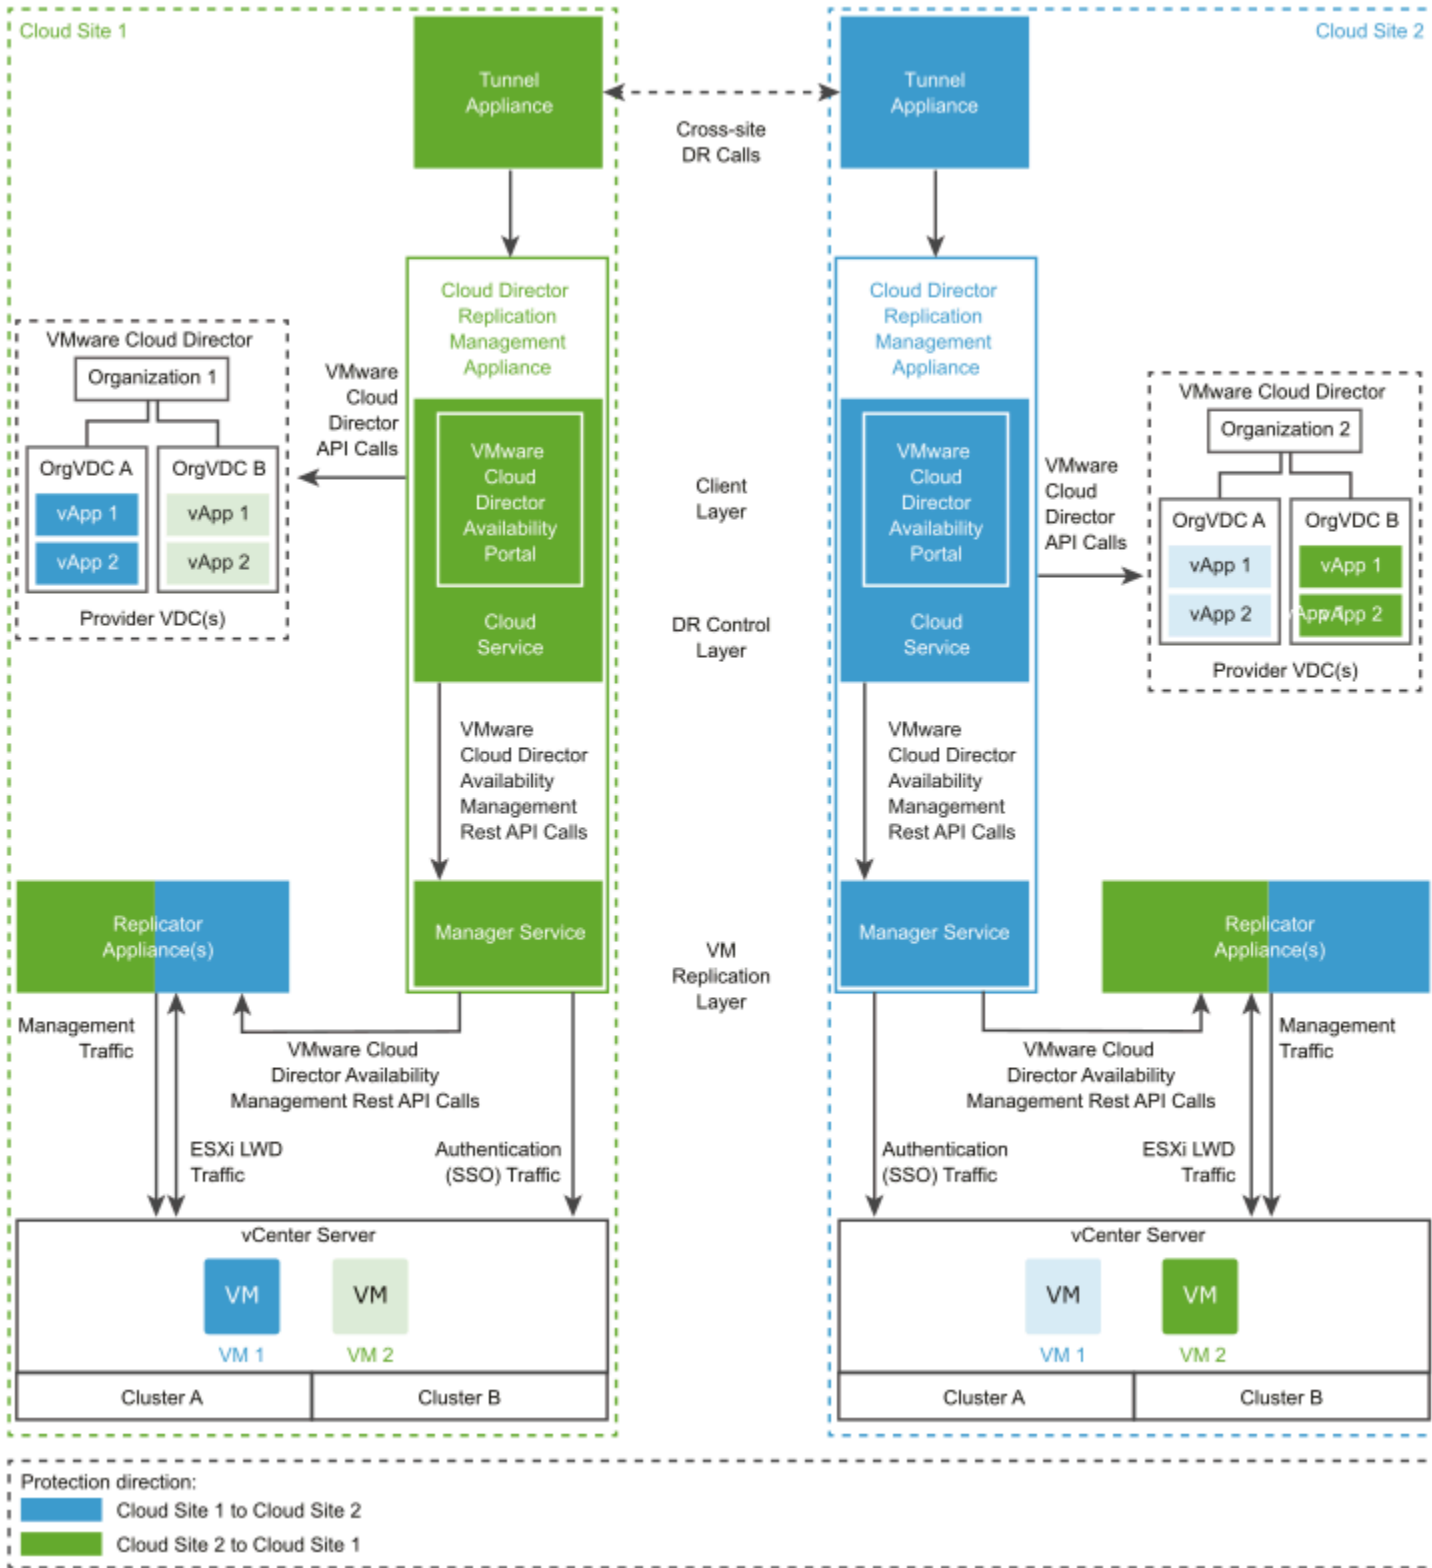 Cloud Site 1
Cloud Site 2
Tunnel
Appliance
Cross-site
DR Calls
Tunnel
Appliance
Cloud Director
Replication
Management
Appliance
Cloud Director
Replication
Management
Appliance
VMware Cloud Director
Organization 1
OrgVDC A
vApp 1
vApp 2
OrgVDC B
vApp 1
vApp 2
Provider VDC(s)
VMware
Cloud
Director
API Calls
VMware
Cloud
Director
Availability
Portal
Cloud
Service
Client
Layer
DR Control
Layer
VMware
Cloud
Director
Availability
Portal
Cloud
Service
VMware
Cloud
Director
API Calls
VMware Cloud Director
Organization 2
OrgVDC A
vApp 1
vApp 2
OrgVDC B
vApp 1
vApp 2
Provider VDC(s)
VMware
Cloud Director
Availability
Management
Rest API Calls
VMware
Cloud Director
Availability
Management
Rest API Calls
Replicator
Appliance(s)
Manager Service
VM
Replication
Layer
Manager Service
Replicator
Appliance(s)
Management
Traffic
VMware Cloud
Director Availability
Management Rest API Calls
ESXi LWD
Traffic
Authentication
(SSO) Traffic
VMware Cloud
Director Availability
Management Rest API Calls
Management
Traffic
Authentication
(SSO) Traffic
ESXi LWD
Traffic
vCenter Server
VM
VM 1
VM
VM 2
Cluster A
Cluster B
vCenter Server
VM
VM 1
VM
VM 2
Cluster A
Cluster B
Protection direction:
Cloud Site 1 to Cloud Site 2
Cloud Site 2 to Cloud Site 1